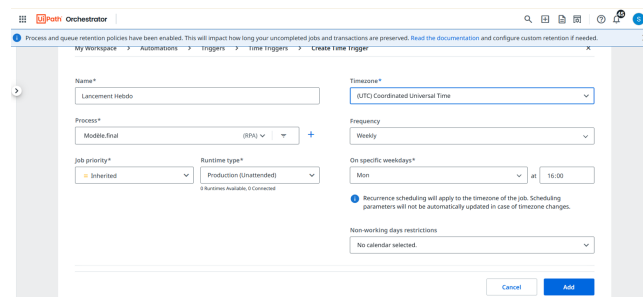 UiPath Orchestrator
45
S
Process and queue retention policies have been enabled. This will impact how long your uncompleted jobs and transactions are preserved. Read the documentation and configure custom retention if needed.
My Workspace > Automations > Triggers > Time Triggers > Create Time Trigger
Name*
Lancement Hebdo
Timezone*
(UTC) Coordinated Universal Time
Process*
Modèle.final (RPA)
Frequency
Weekly
Job priority*
Inherited
Runtime type*
Production (Unattended)
0 Runtimes Available, 0 Connected
On specific weekdays*
Mon at 16:00
Recurrence scheduling will apply to the timezone of the job. Scheduling
parameters will not be automatically updated in case of timezone changes.
Non-working days restrictions
No calendar selected.
Cancel Add